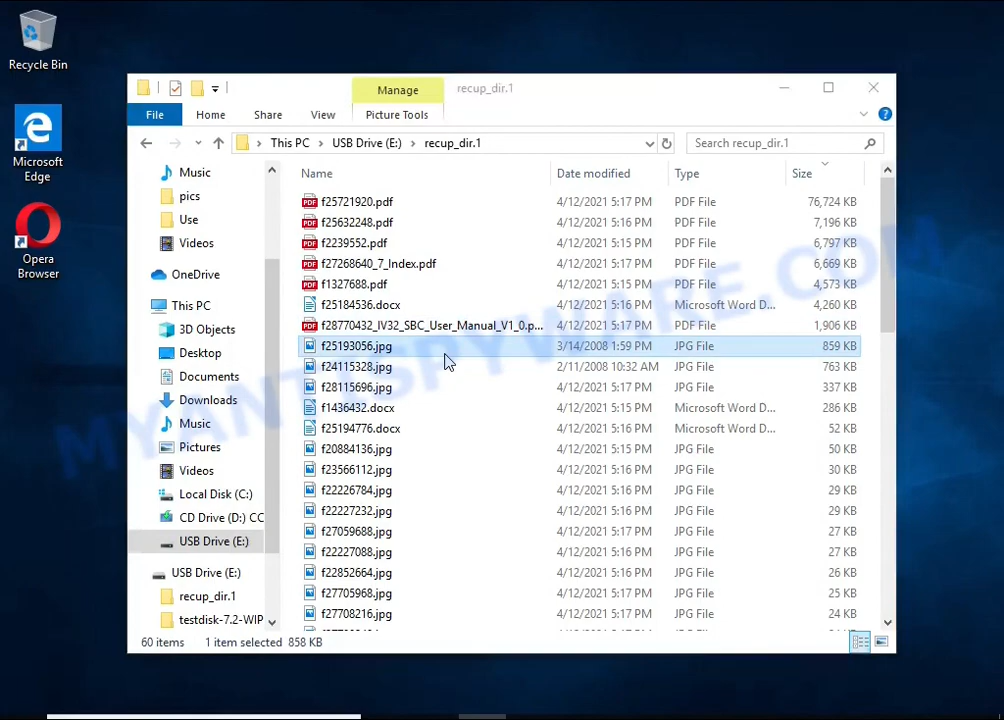 Recycle Bin
Microsoft
Edge
Opera
Browser
Manage
recup_dir.1
File
Home
Share
View
Picture Tools
This PC > USB Drive (E:) > recup_dir.1
Search recup_dir.1
Music
pics
Use
Videos
OneDrive
This PC
3D Objects
Desktop
Documents
Downloads
Music
Pictures
Videos
Local Disk (C:)
CD Drive (D:) CC
USB Drive (E:)
USB Drive (E:)
recup_dir.1
testdisk-7.2-WIP
Name Date modified Type Size
f25721920.pdf 4/12/2021 5:17 PM PDF File 76,724 KB
f25632248.pdf 4/12/2021 5:17 PM PDF File 7,196 KB
f2239552.pdf 4/12/2021 5:15 PM PDF File 6,797 KB
f27268640_7_Index.pdf 4/12/2021 5:17 PM PDF File 6,669 KB
f1327688.pdf 4/12/2021 5:15 PM PDF File 4,573 KB
f25184536.docx 4/12/2021 5:16 PM Microsoft Word D... 4,260 KB
f28770432_IV32_SBC_User_Manual_V1_0.p... 4/12/2021 5:17 PM PDF File 1,906 KB
f25193056.jpg 3/14/2008 1:59 PM JPG File 859 KB
f24115328.jpg 2/11/2008 10:32 AM JPG File 763 KB
f28115696.jpg 4/12/2021 5:17 PM JPG File 337 KB
f1436432.docx 4/12/2021 5:15 PM Microsoft Word D... 286 KB
f25194776.docx 4/12/2021 5:16 PM Microsoft Word D... 52 KB
f20884136.jpg 4/12/2021 5:15 PM JPG File 50 KB
f23566112.jpg 4/12/2021 5:16 PM JPG File 30 KB
f22226784.jpg 4/12/2021 5:16 PM JPG File 29 KB
f22227232.jpg 4/12/2021 5:16 PM JPG File 29 KB
f27059688.jpg 4/12/2021 5:17 PM JPG File 27 KB
f22227088.jpg 4/12/2021 5:16 PM JPG File 27 KB
f22852664.jpg 4/12/2021 5:16 PM JPG File 26 KB
f27705968.jpg 4/12/2021 5:17 PM JPG File 25 KB
f27708216.jpg 4/12/2021 5:17 PM JPG File 24 KB
60 items 1 item selected 858 KB
MYANTISPYWARE.COM